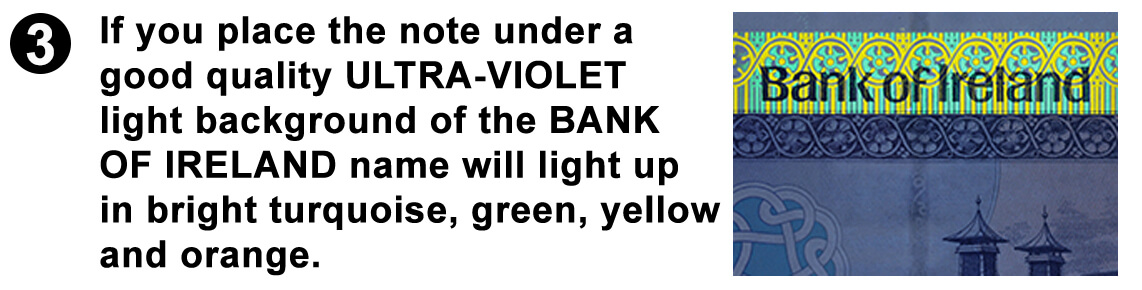 3
If you place the note under a
good quality ULTRA-VIOLET
light background of the BANK
OF IRELAND name will light up
in bright turquoise, green, yellow
and orange.
Bank of Ireland